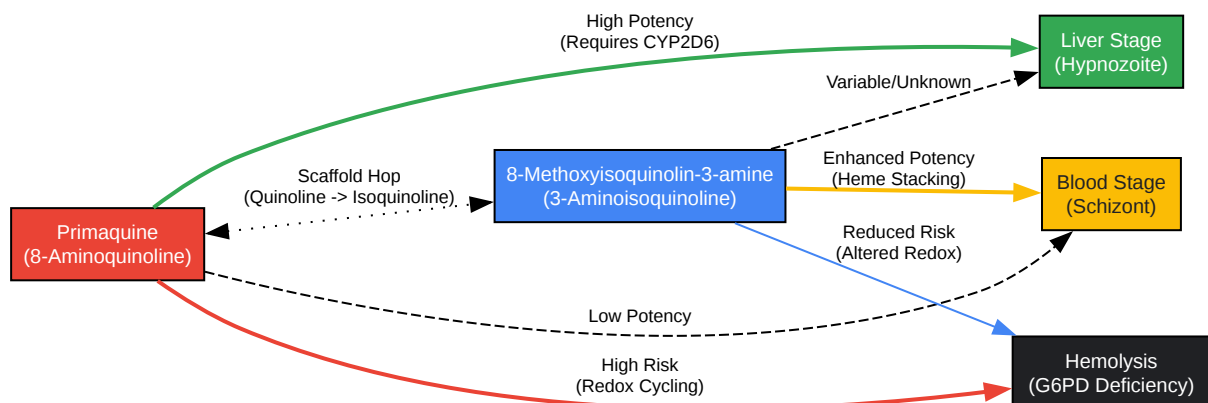 High Potency
(Requires CYP2D6)
Liver Stage
(Hypnozoite)
Variable/Unknown
Scaffold Hop
(Quinoline -> Isoquinoline)
8-Methoxyisoquinolin-3-amine
(3-Aminoisoquinoline)
Enhanced Potency
(Heme Stacking)
Blood Stage
(Schizont)
Primaquine
(8-Aminoquinoline)
Reduced Risk
(Altered Redox)
Low Potency
High Risk
(Redox Cycling)
Hemolysis
(G6PD Deficiency)